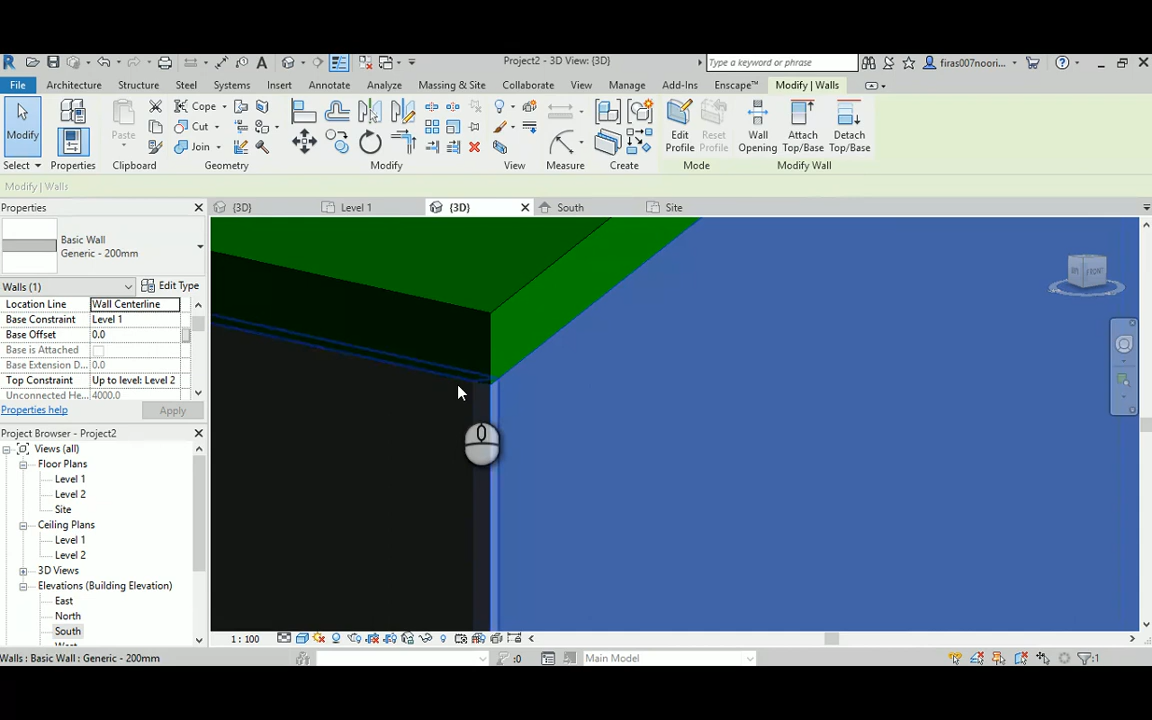 Project2 - 3D View: {3D}
Type a keyword or phrase
firas007noori...
File
Architecture
Structure
Steel
Systems
Insert
Annotate
Analyze
Massing & Site
Collaborate
View
Manage
Add-Ins
Enscape™
Modify | Walls
Modify
Properties
Paste
Cope
Cut
Join
Edit
Profile
Reset
Profile
Wall
Opening
Attach
Top/Base
Detach
Top/Base
Select
Properties
Clipboard
Geometry
Modify
View
Measure
Create
Mode
Modify Wall
Modify | Walls
Properties
{3D}
Level 1
{3D}
South
Site
Basic Wall
Generic - 200mm
Walls (1)
Edit Type
Location Line
Wall Centerline
Base Constraint
Level 1
Base Offset
0.0
Base is Attached
Base Extension D...
0.0
Top Constraint
Up to level: Level 2
Unconnected He...
4000.0
Properties help
Apply
Project Browser - Project2
Views (all)
Floor Plans
Level 1
Level 2
Site
Ceiling Plans
Level 1
Level 2
3D Views
Elevations (Building Elevation)
East
North
South
0
FRONT
1 : 100
Walls : Basic Wall : Generic - 200mm
:0
Main Model
:1